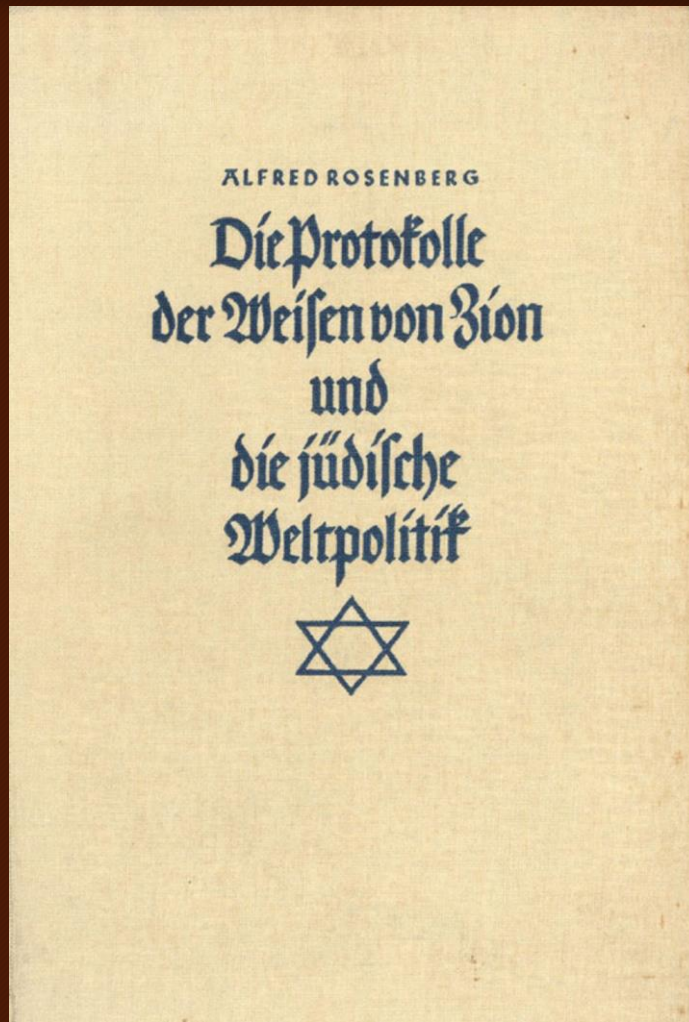 ALFRED ROSENBERG
Die Protokolle
der Weisen von Zion
und
die jüdische
Weltpolitik